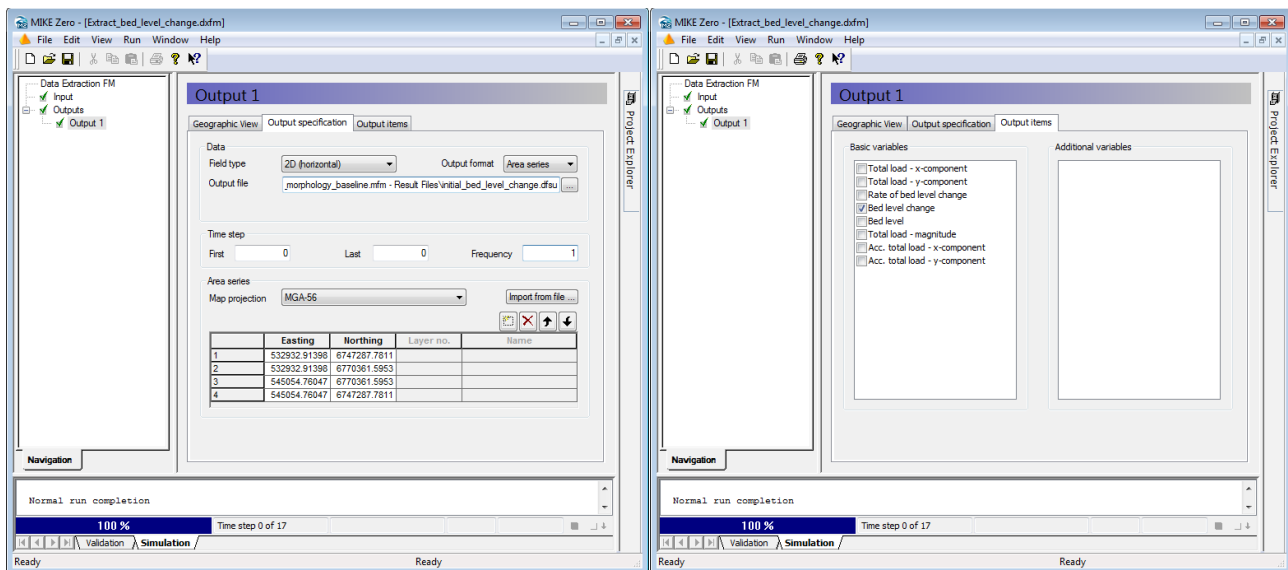 MIKE Zero - [Extract_bed_level_change.dxfm]
File Edit View Run Window Help
Data Extraction FM
Input
Outputs
Output 1
Navigation
Output 1
Geographic View Output specification Output items
Data
Field type 2D (horizontal) Output format Area series
Output file _morphology_baseline.mfm - Result Files\initial_bed_level_change.dfsu ...
Time step
First 0 Last 0 Frequency 1
Area series
Map projection MGA-56 Import from file ...
Easting Northing Layer no. Name
1 532932.91398 6747287.7811
2 532932.91398 6770361.5953
3 545054.76047 6770361.5953
4 545054.76047 6747287.7811
Project Explorer
Normal run completion
100 % Time step 0 of 17
Validation Simulation
Ready Ready
MIKE Zero - [Extract_bed_level_change.dxfm]
File Edit View Run Window Help
Data Extraction FM
Input
Outputs
Output 1
Navigation
Output 1
Geographic View Output specification Output items
Basic variables Additional variables
Total load - x-component
Total load - y-component
Rate of bed level change
Bed level change
Bed level
Total load - magnitude
Acc. total load - x-component
Acc. total load - y-component
Project Explorer
Normal run completion
100 % Time step 0 of 17
Validation Simulation
Ready Ready